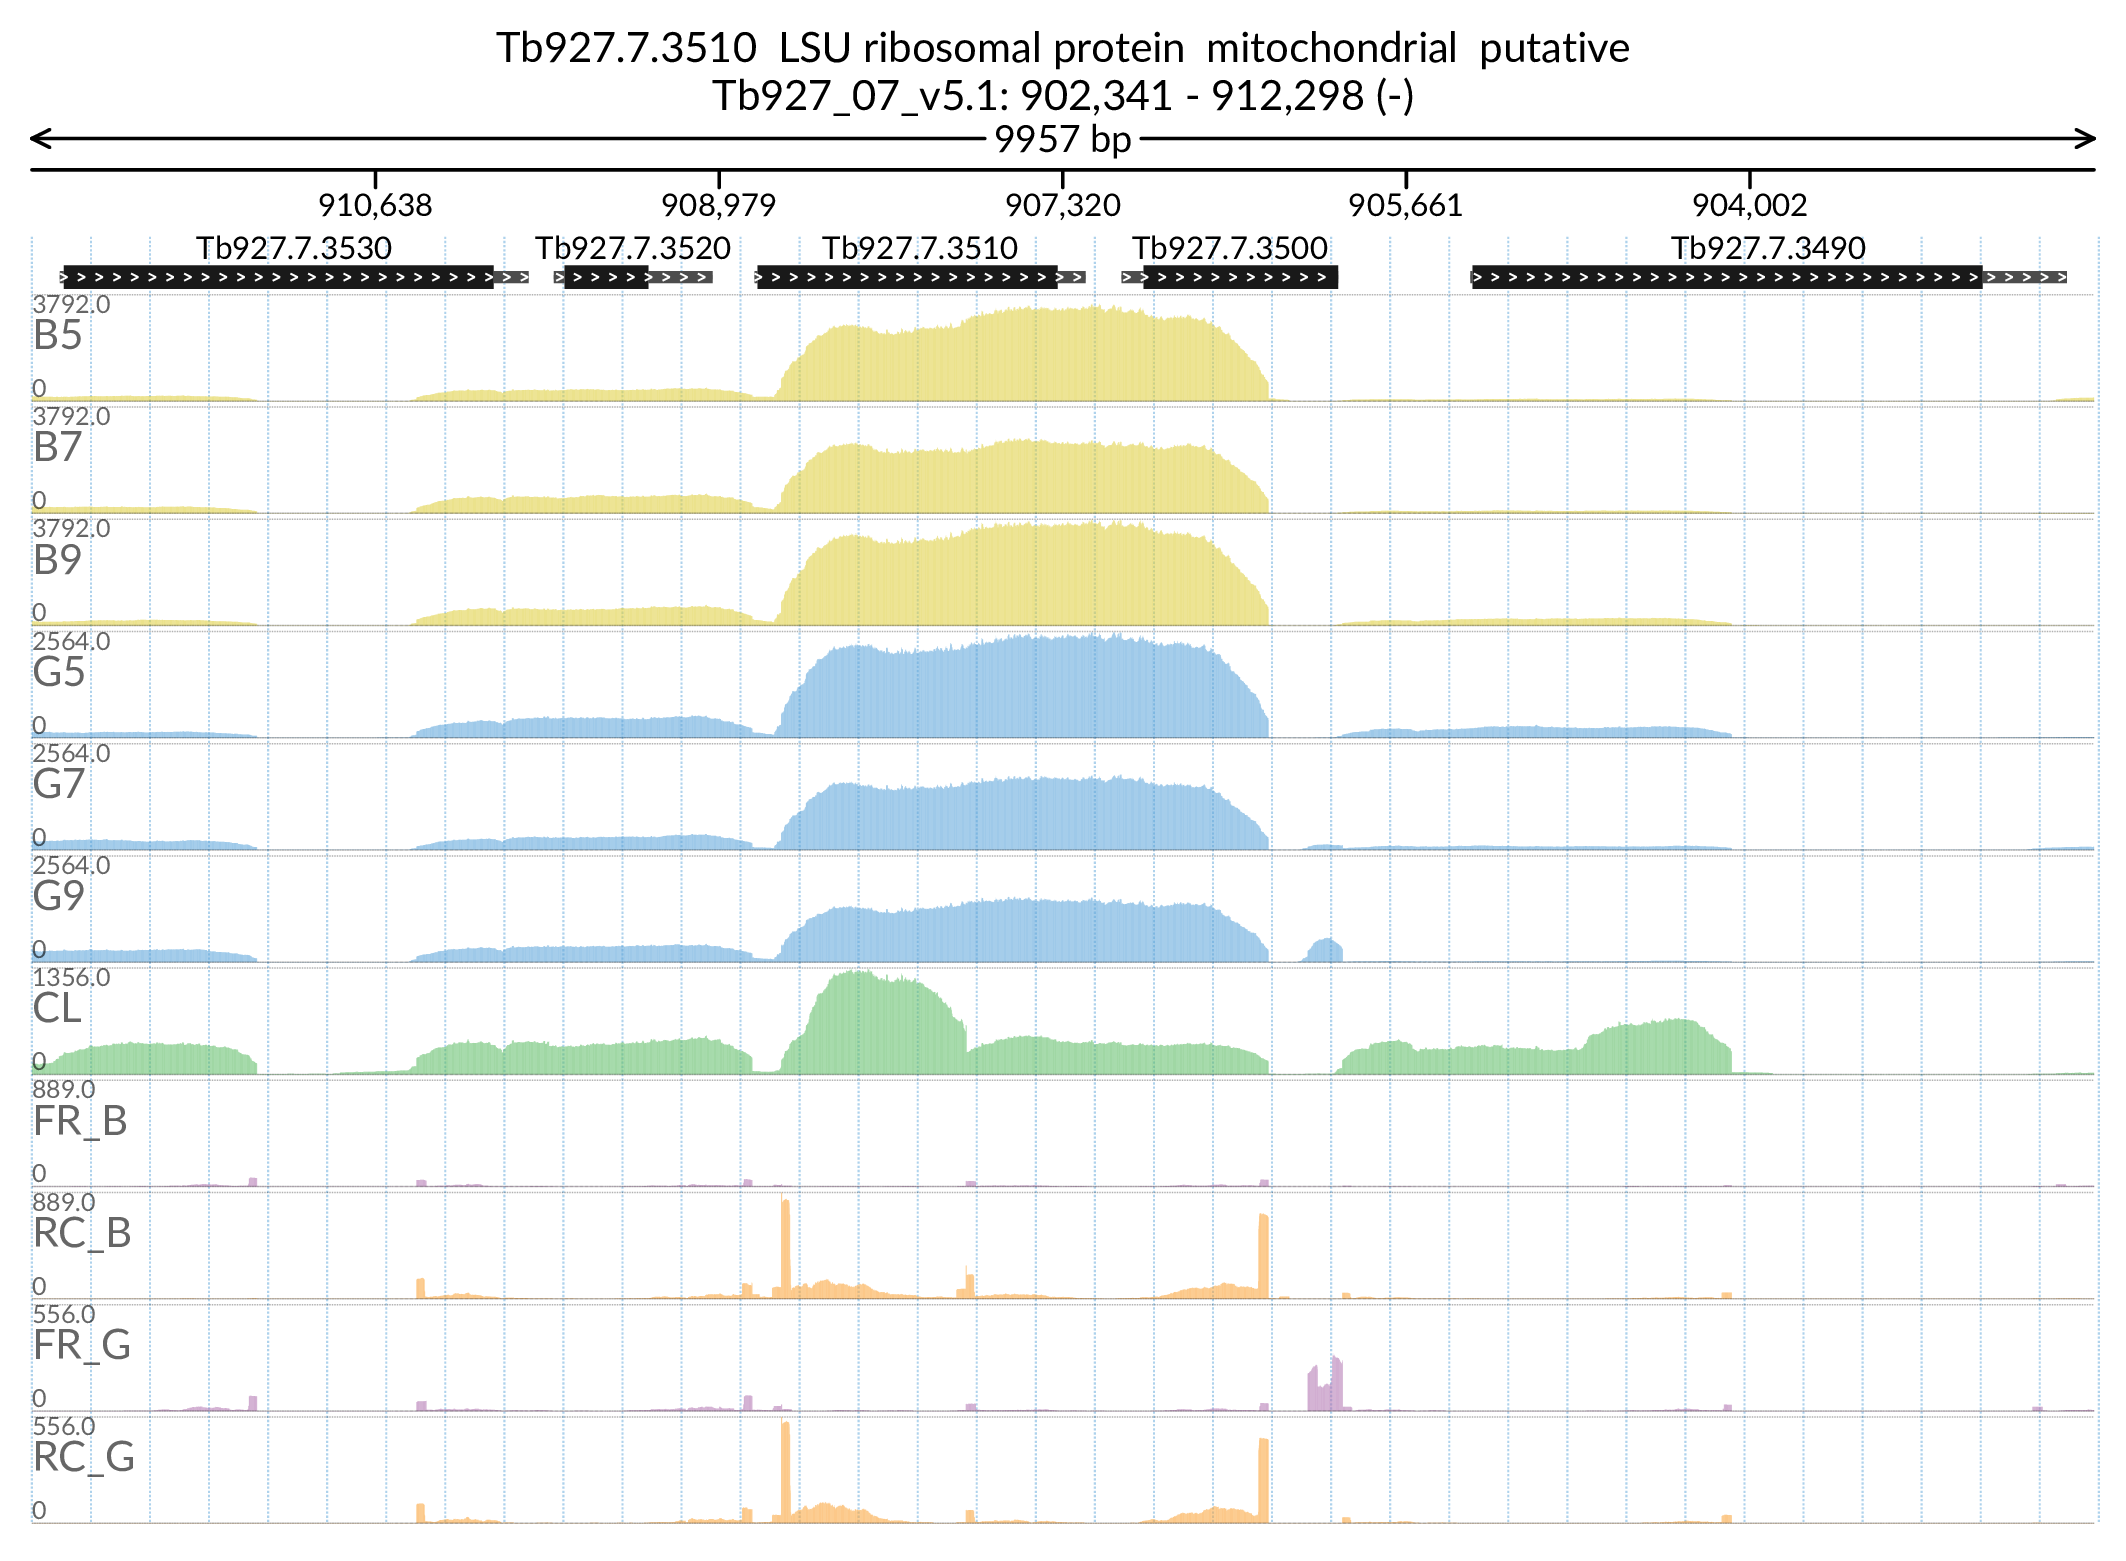 Tb927.7.3510 LSU ribosomal protein mitochondrial putative
Tb927_07_v5.1: 902,341 - 912,298 (-)
9957 bp
910,638 908,979 907,320 905,661 904,002
Tb927.7.3530 Tb927.7.3520 Tb927.7.3510 Tb927.7.3500 Tb927.7.3490
3792.0
B5
0
3792.0
B7
0
3792.0
B9
0
2564.0
G5
0
2564.0
G7
0
2564.0
G9
0
1356.0
CL
0
889.0
FR_B
0
889.0
RC_B
0
556.0
FR_G
0
556.0
RC_G
0